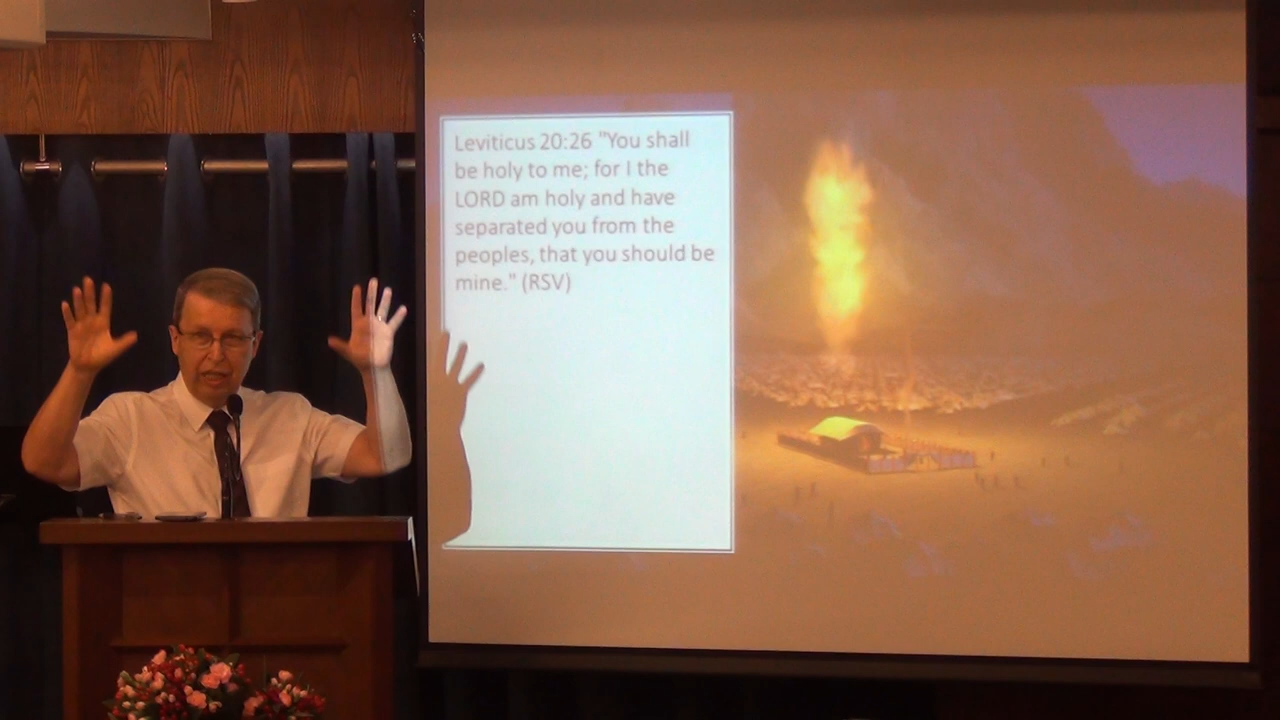 Leviticus 20:26 "You shall
be holy to me; for I the
LORD am holy and have
separated you from the
peoples, that you should be
mine." (RSV)